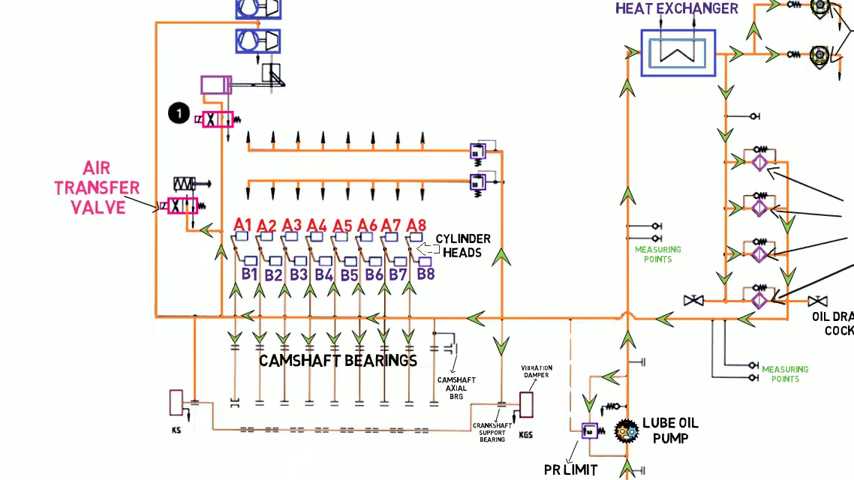 HEAT EXCHANGER
1
AIR
TRANSFER
VALVE
A1 A2 A3 A4 A5 A6 A7 A8
CYLINDER
HEADS
B1 B2 B3 B4 B5 B6 B7 B8
MEASURING
POINTS
OIL DRA
COCK
CAMSHAFT BEARINGS
CAMSHAFT
AXIAL
BRG
VIBRATION
DAMPER
MEASURING
POINTS
KS
CRANKSHAFT
SUPPORT
BEARING
KGS
LUBE OIL
PUMP
PR LIMIT